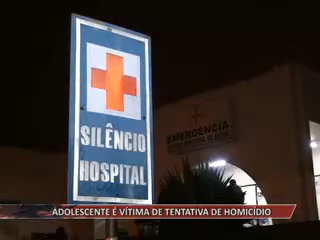 SILÊNCIO
HOSPITAL
EMERGÊNCIA
ADOLESCENTE É VÍTIMA DE TENTATIVA DE HOMICÍDIO